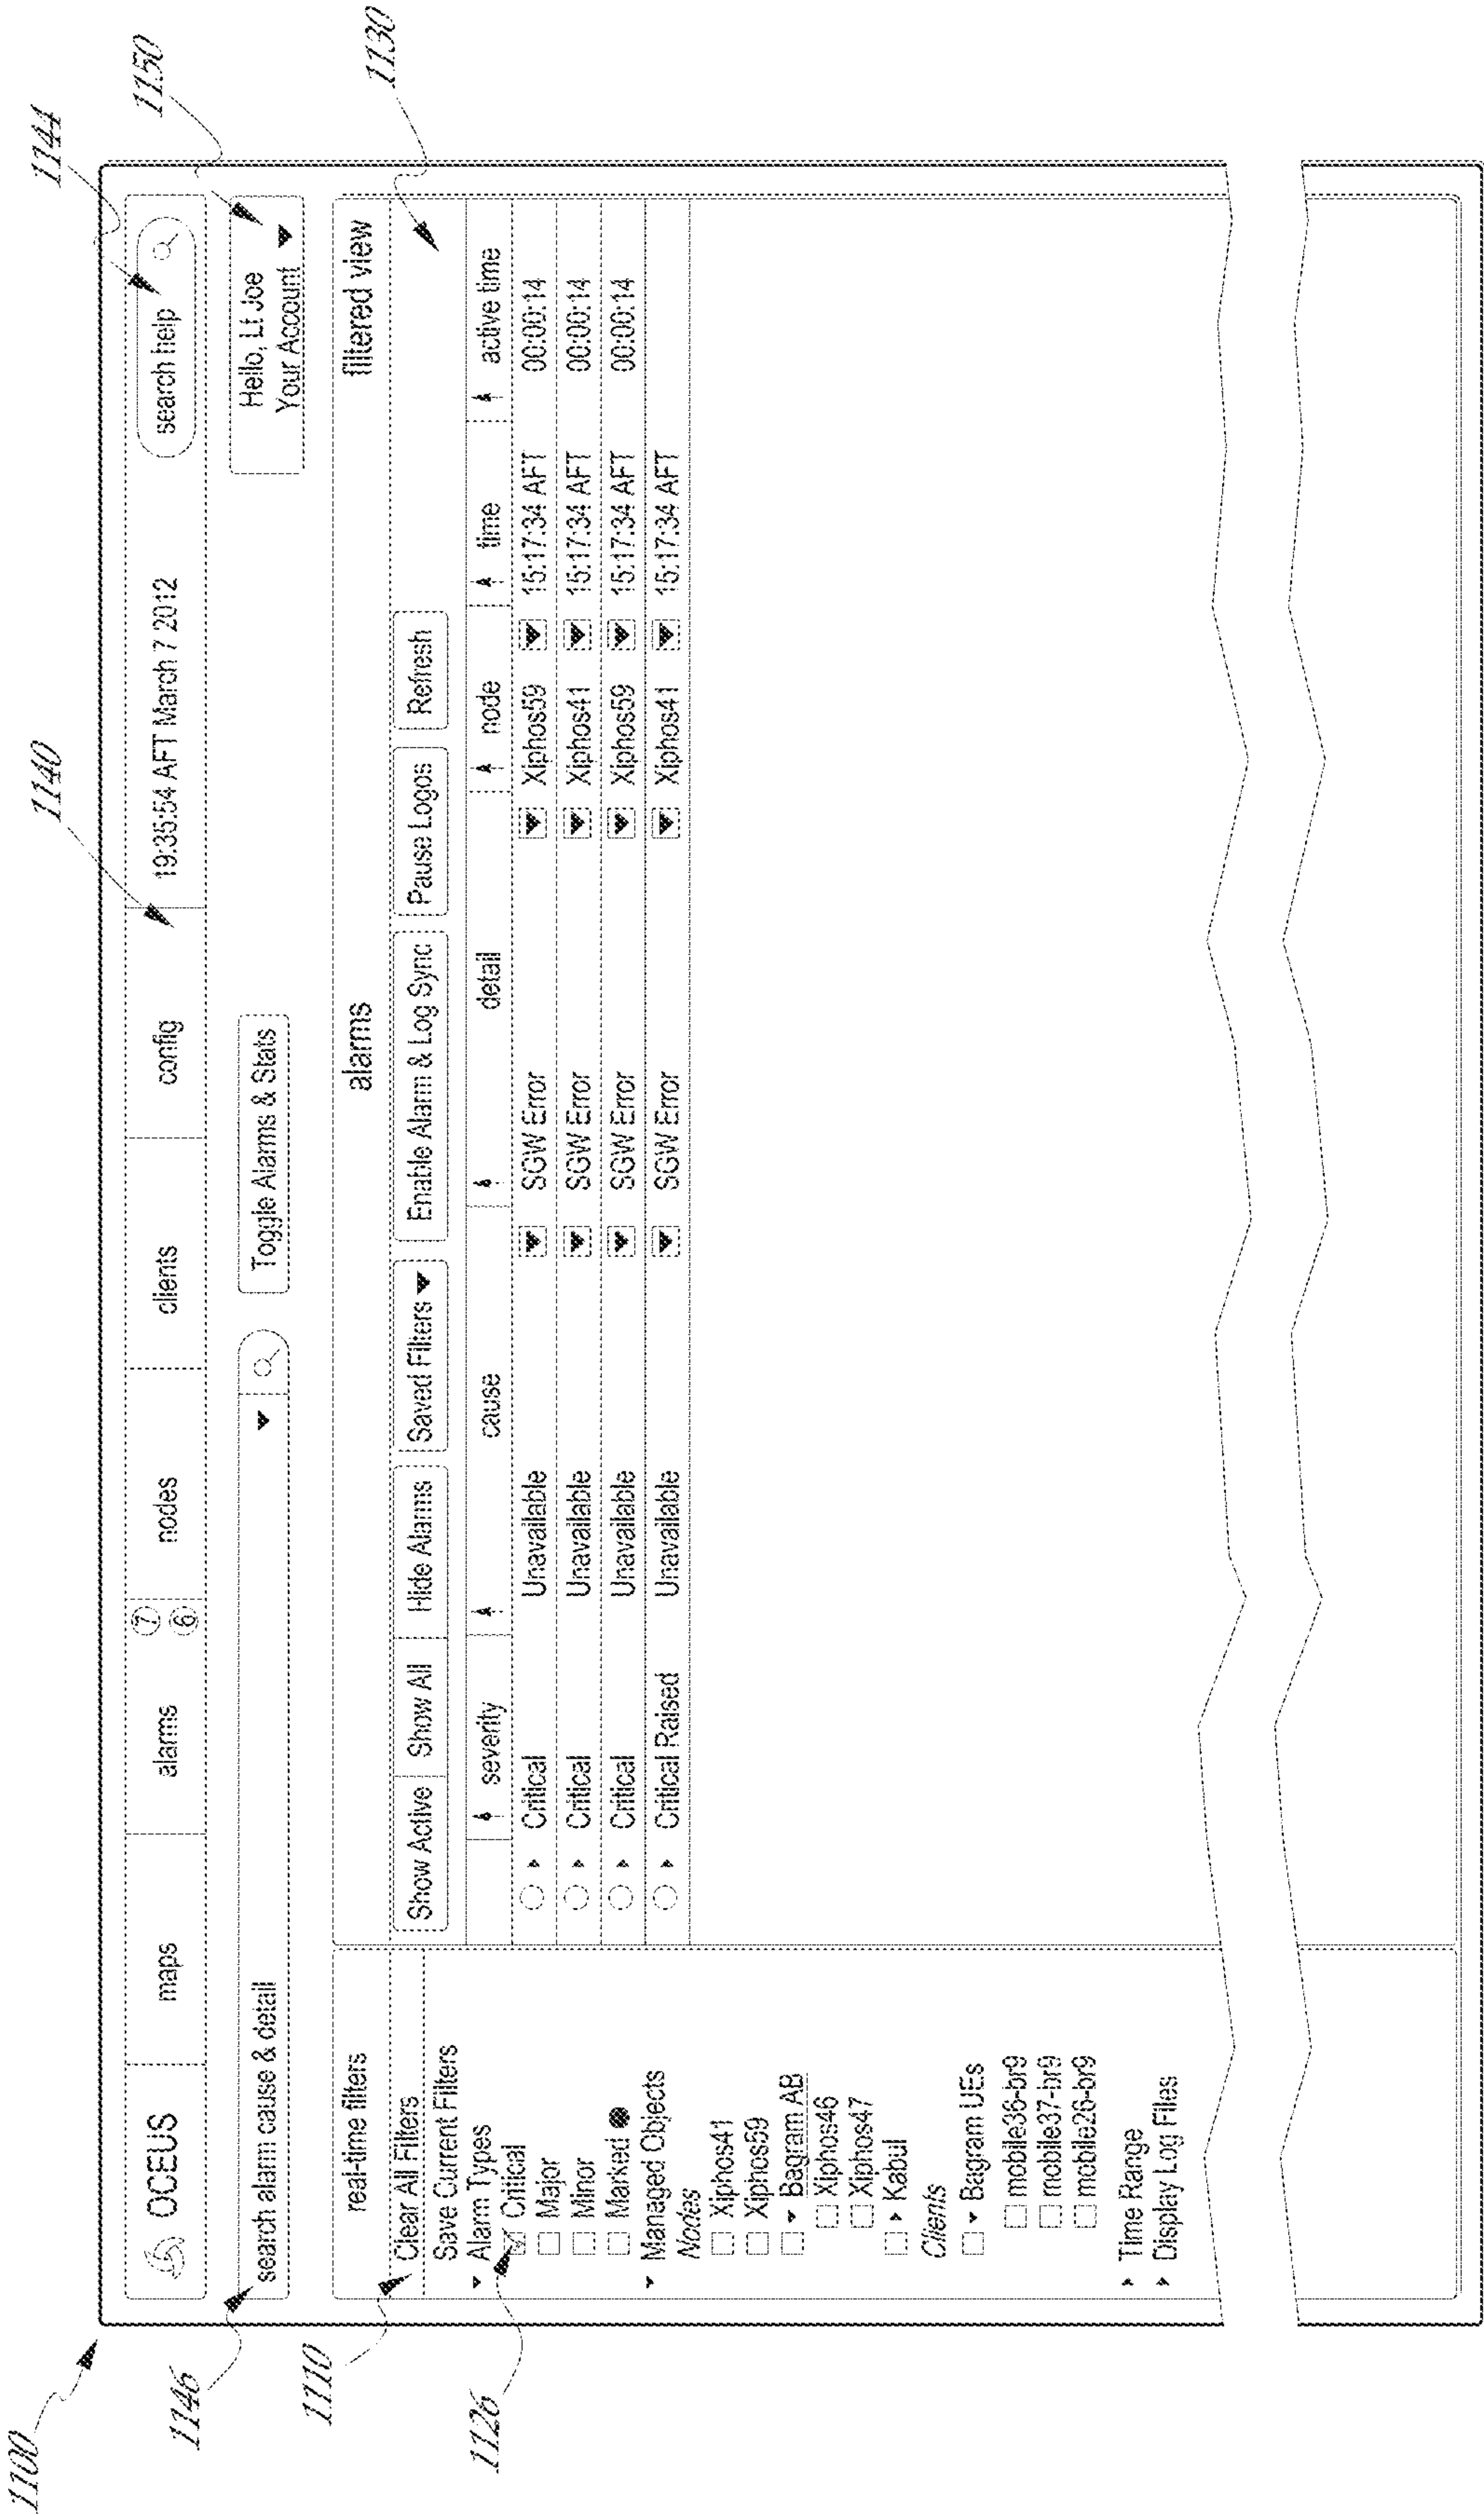 1100
1140
1144
1150
OCEUS maps alarms 7 6 nodes clients config 19:35:54 AFT March 7 2012 search help
1146
search alarm cause & detail Toggle Alarms & Stats
Hello, Lt Joe
Your Account
1110
real-time filters
Clear All Filters
Save Current Filters
Alarm Types
1126
Critical
Major
Minor
Marked
Managed Objects
Nodes
Xiphos41
Xiphos59
Bagram AB
Xiphos46
Xiphos47
Kabul
Clients
Bagram UEs
mobile36-br9
mobile37-br9
mobile26-br9
Time Range
Display Log Files
alarms filtered view
1130
Show Active Show All Hide Alarms Saved Filters Enable Alarm & Log Sync Pause Logos Refresh
severity cause detail node time active time
Critical Unavailable SGW Error Xiphos59 15:17:34 AFT 00:00:14
Critical Unavailable SGW Error Xiphos41 15:17:34 AFT 00:00:14
Critical Unavailable SGW Error Xiphos59 15:17:34 AFT 00:00:14
Critical Raised Unavailable SGW Error Xiphos41 15:17:34 AFT